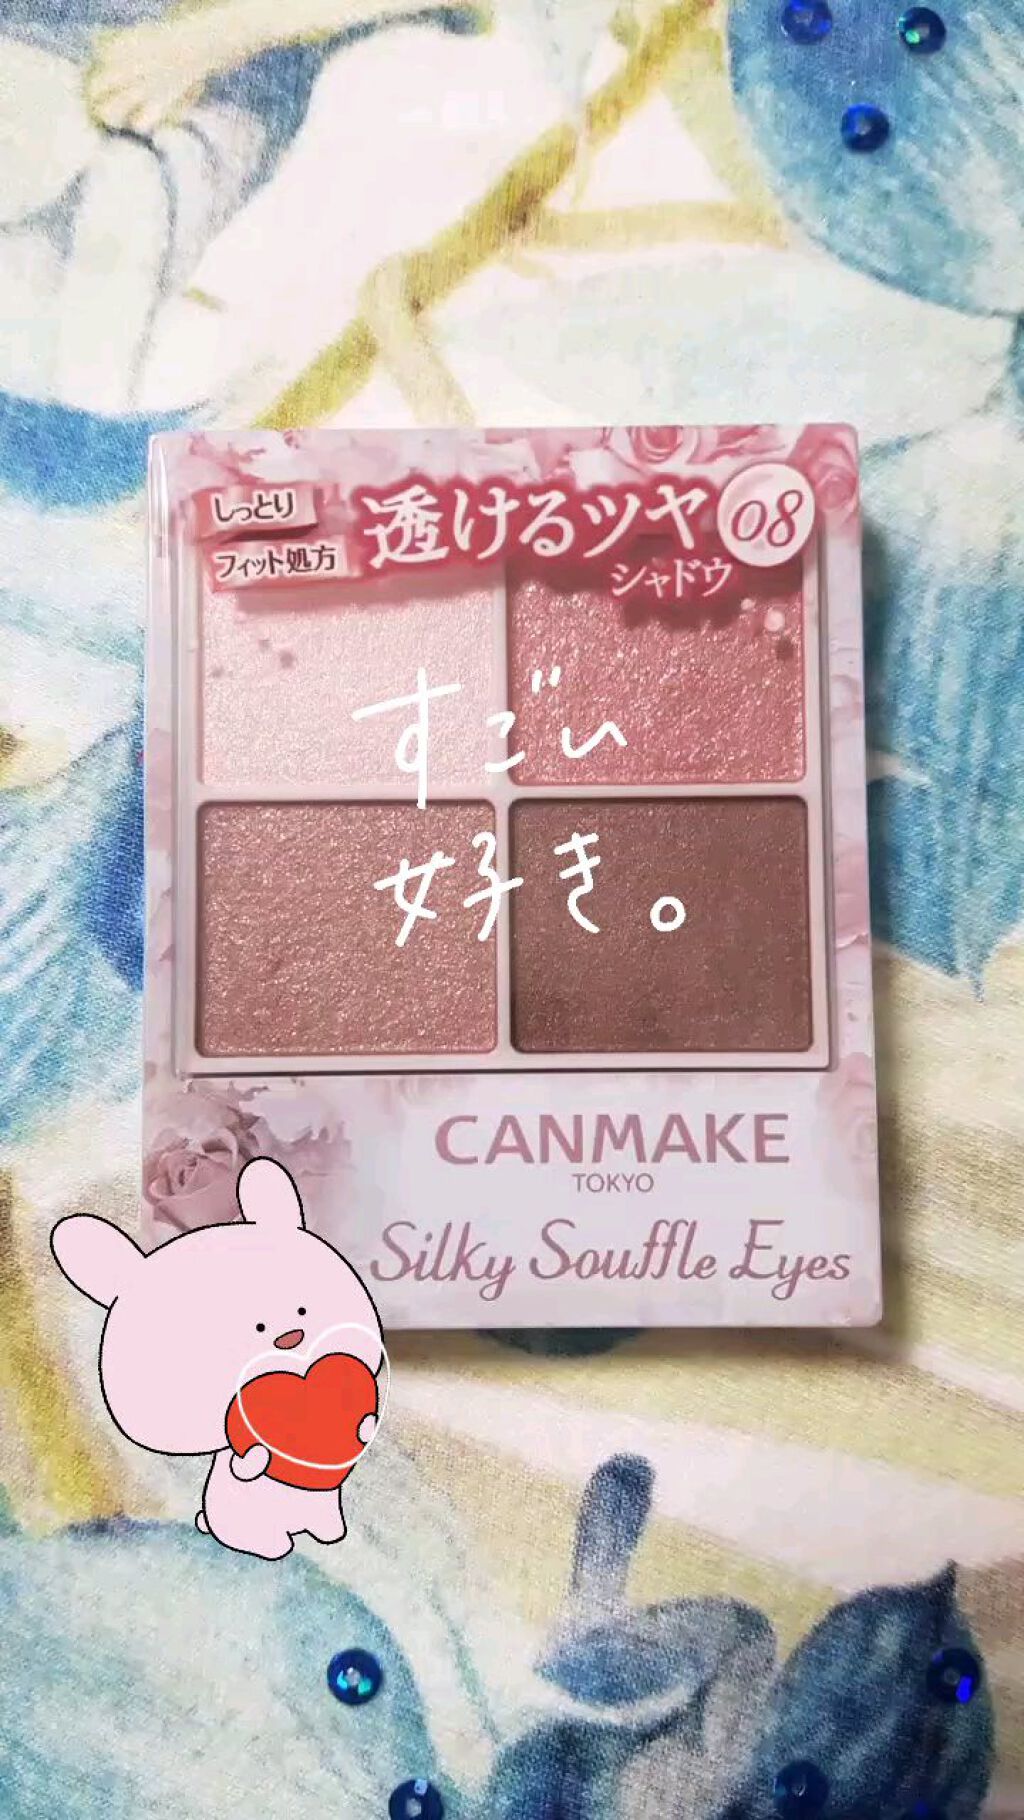 しっとり
フィット処方
透けるツヤ
シャドウ
08
すごい
好き。
CANMAKE
TOKYO
Silky Souffle Eyes